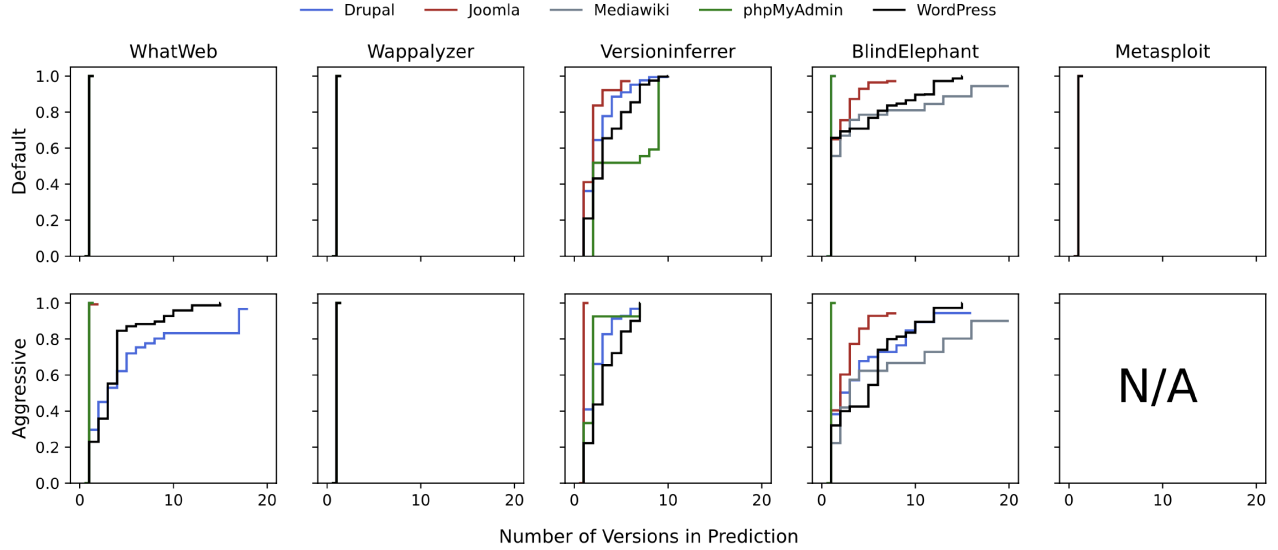 Drupal Joomla Mediawiki phpMyAdmin WordPress
WhatWeb Wappalyzer Versioninferrer BlindElephant Metasploit
Default
1.0
0.8
0.6
0.4
0.2
0.0
Aggressive
1.0
0.8
0.6
0.4
0.2
0.0
N/A
0 10 20 0 10 20 0 10 20 0 10 20 0 10 20
Number of Versions in Prediction